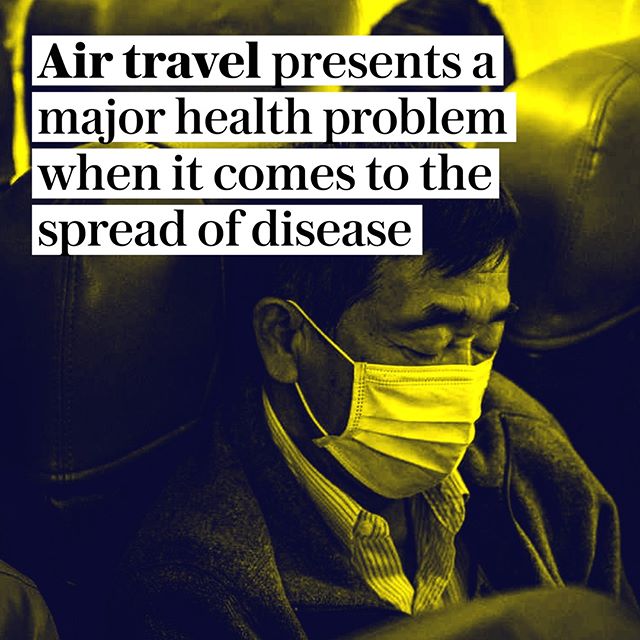 Air travel presents a
major health problem
when it comes to the
spread of disease